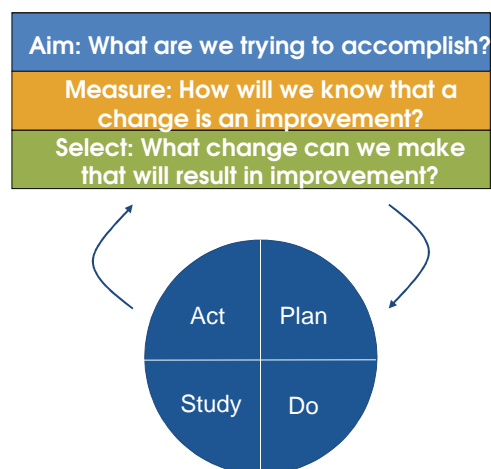 Aim: What are we trying to accomplish?
Measure: How will we know that a
change is an improvement?
Select: What change can we make
that will result in improvement?
Act
Plan
Study
Do